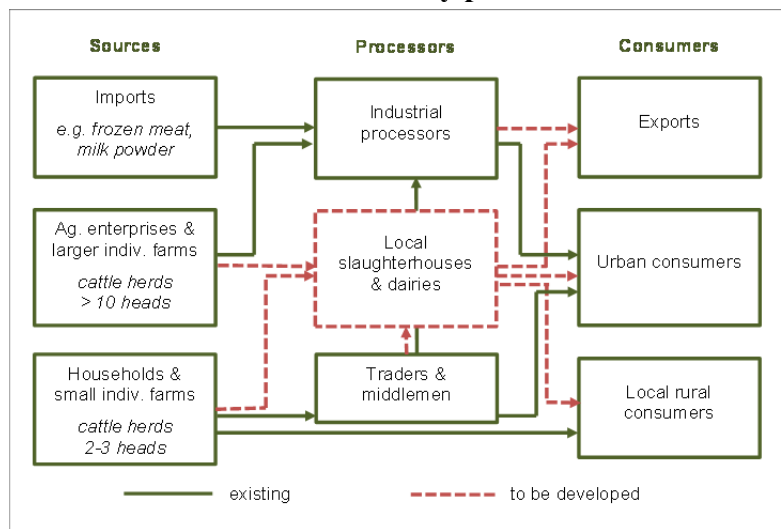 Sources Processors Consumers
Imports
e.g. frozen meat,
milk powder
Industrial
processors
Exports
Ag. enterprises &
larger indiv. farms
cattle herds
> 10 heads
Local
slaughterhouses
& dairies
Urban consumers
Households &
small indiv. farms
cattle herds
2-3 heads
Traders &
middlemen
Local rural
consumers
existing to be developed